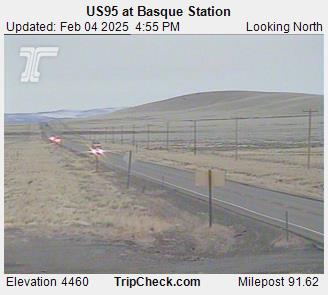 US95 at Basque Station
Updated: Feb 04 2025 4:55 PM Looking North
Elevation 4460 TripCheck.com Milepost 91.62